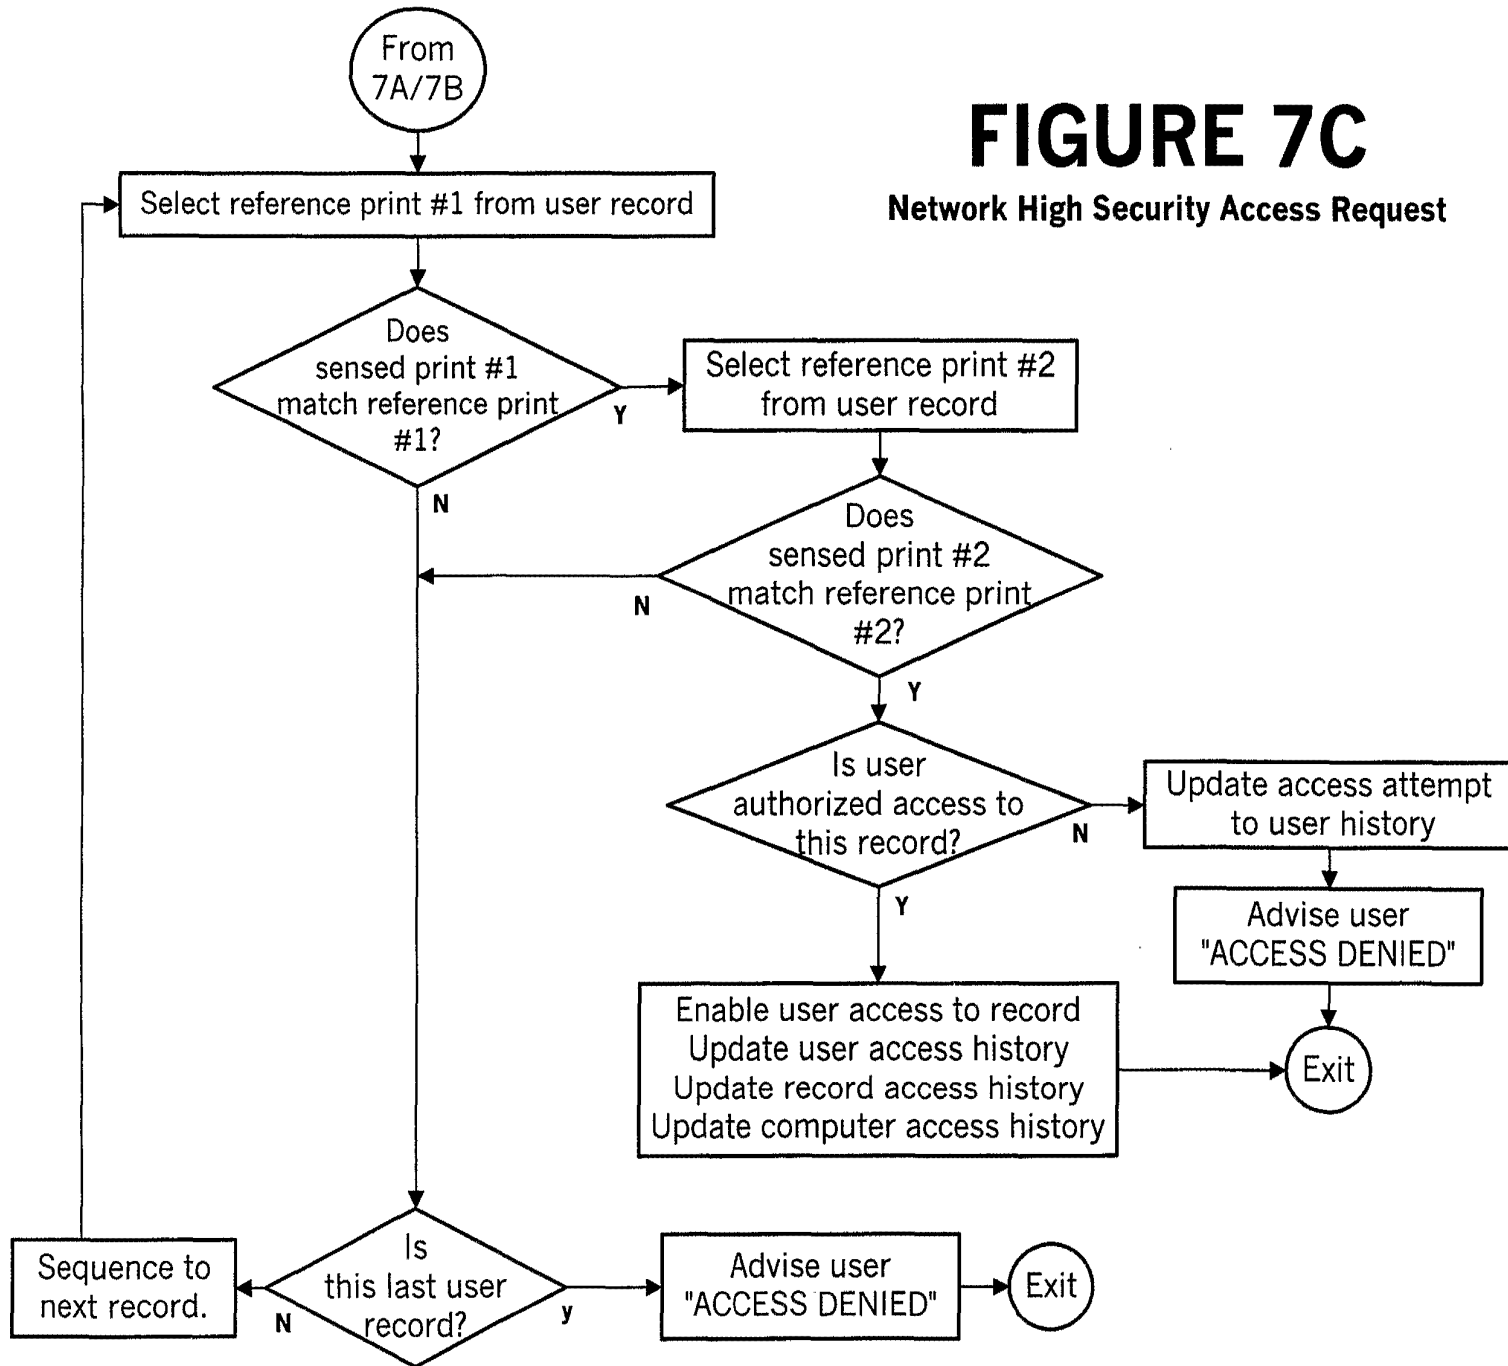 From
7A/7B
FIGURE 7C
Network High Security Access Request
Select reference print #1 from user record
Does
sensed print #1
match reference print
#1?
Y
N
Select reference print #2
from user record
Does
sensed print #2
match reference print
#2?
N
Y
Is user
authorized access to
this record?
N
Y
Update access attempt
to user history
Advise user
"ACCESS DENIED"
Exit
Enable user access to record
Update user access history
Update record access history
Update computer access history
Is
this last user
record?
N
y
Sequence to
next record.
Advise user
"ACCESS DENIED"
Exit